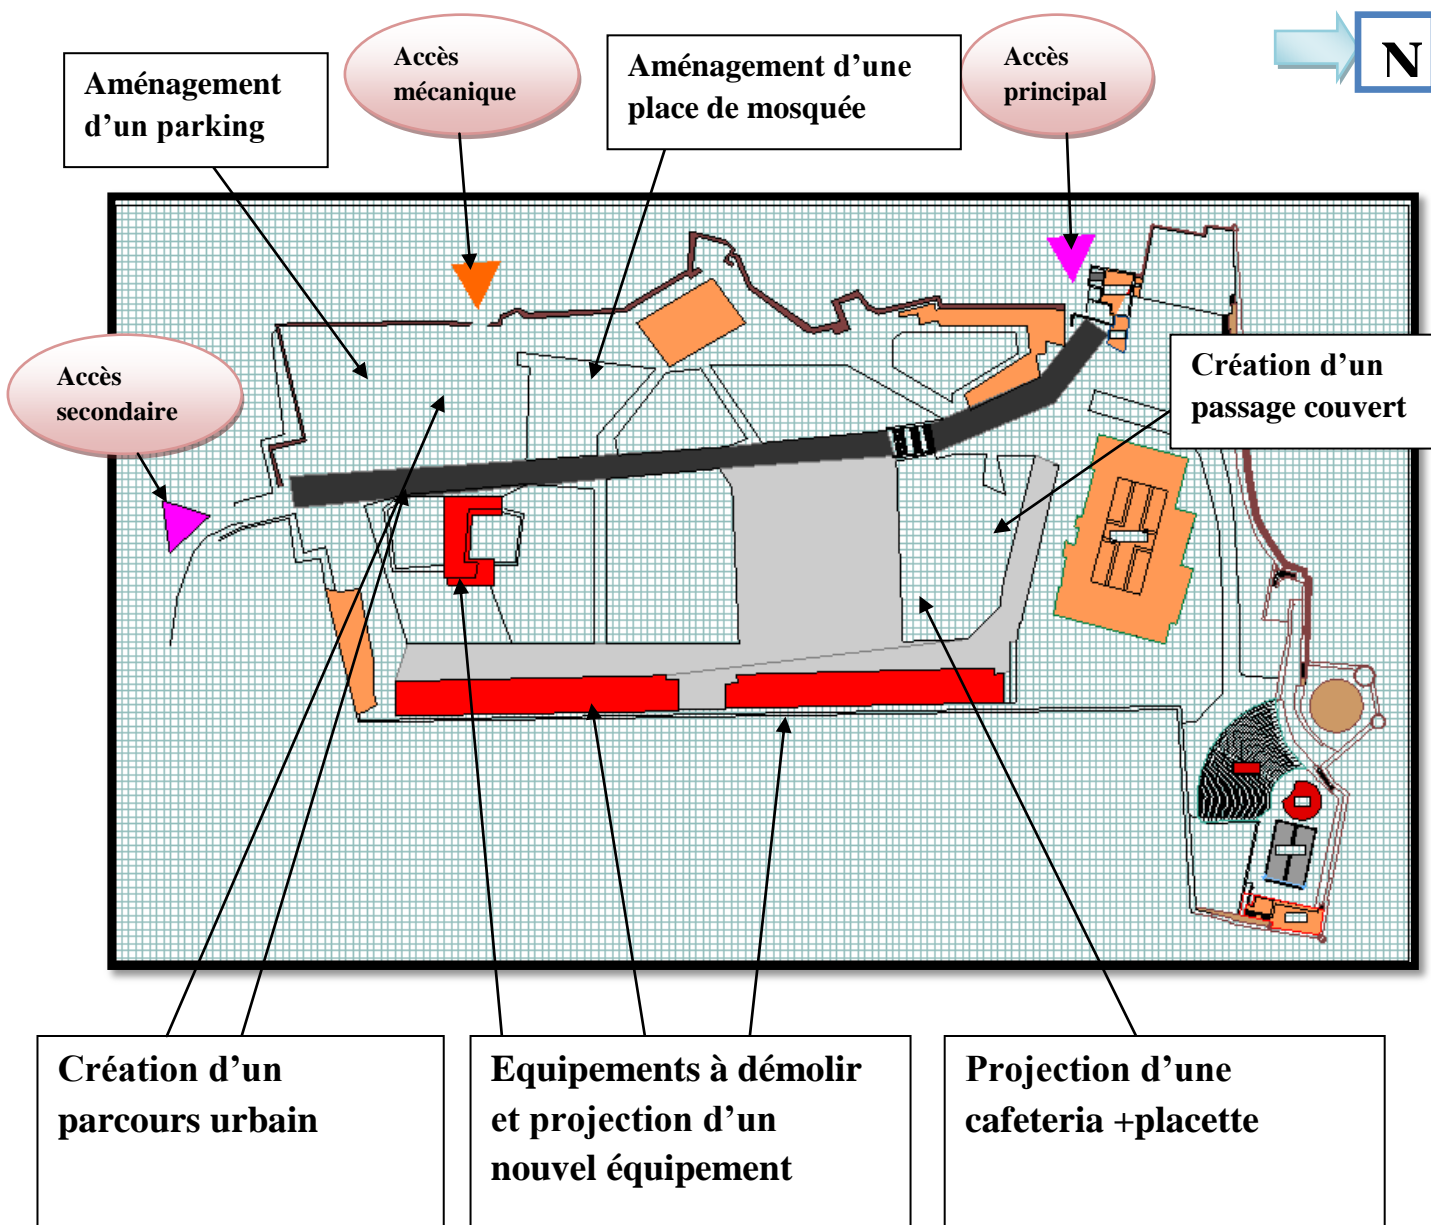 Aménagement
d’un parking
Accès
mécanique
Aménagement d’une
place de mosquée
Accès
principal
N
Accès
secondaire
Création d’un
passage couvert
Création d’un
parcours urbain
Equipements à démolir
et projection d’un
nouvel équipement
Projection d’une
cafeteria +placette